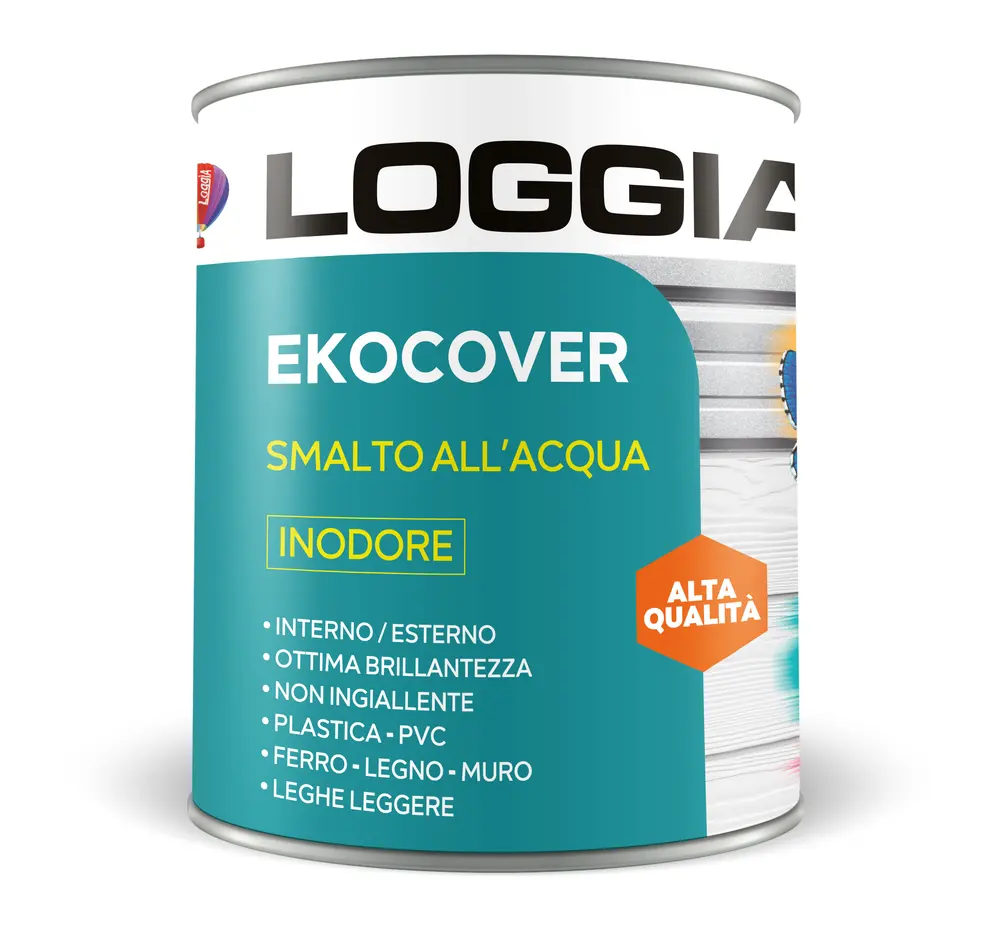 LoggiA
LOGGIA
EKOCOVER
SMALTO ALL'ACQUA
INODORE
• INTERNO / ESTERNO
• OTTIMA BRILLANTEZZA
• NON INGIALLENTE
• PLASTICA - PVC
• FERRO - LEGNO - MURO
• LEGHE LEGGERE
ALTA
QUALITÀ